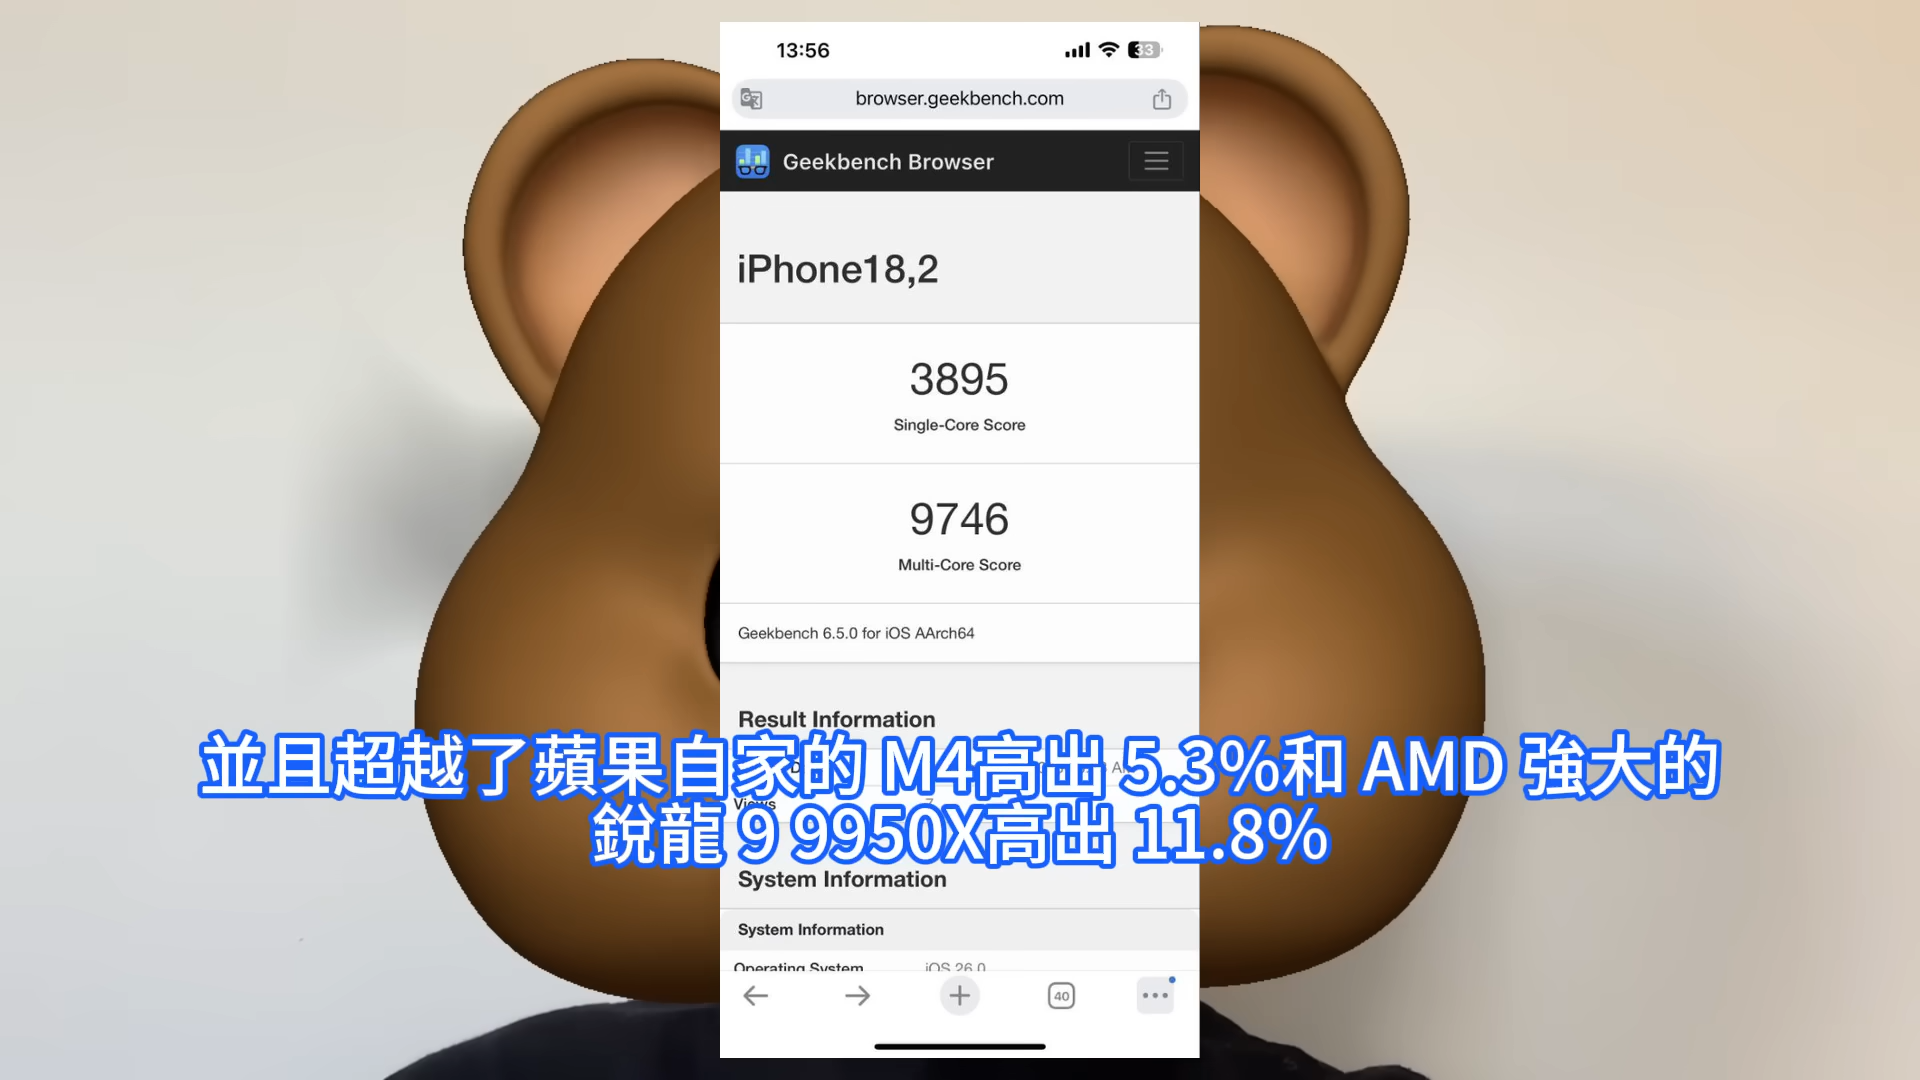 13:56
33
browser.geekbench.com
Geekbench Browser
iPhone18,2
3895
Single-Core Score
9746
Multi-Core Score
Geekbench 6.5.0 for iOS AArch64
Result Information
並且超越了蘋果自家的 M4高出 5.3%和 AMD 強大的
Views
銳龍 9 9950X高出 11.8%
System Information
System Information
Operating System iOS 26.0
40